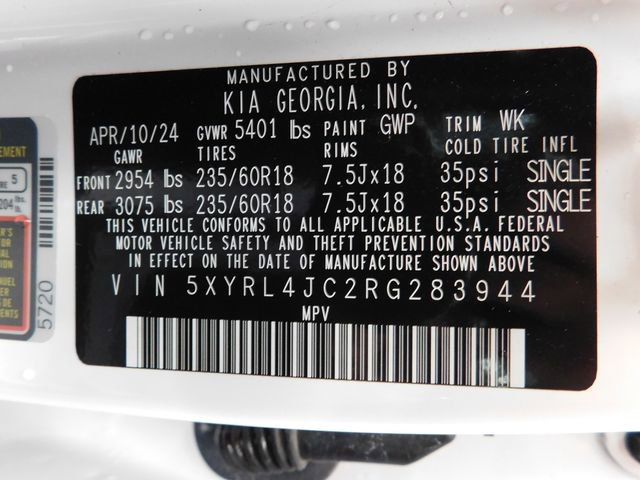 MANUFACTURED BY
KIA GEORGIA, INC.
APR/10/24 GVWR 5401 lbs PAINT GWP TRIM WK
GAWR TIRES RIMS COLD TIRE INFL
FRONT 2954 lbs 235/60R18 7.5Jx18 35psi SINGLE
REAR 3075 lbs 235/60R18 7.5Jx18 35psi SINGLE
THIS VEHICLE CONFORMS TO ALL APPLICABLE U.S.A. FEDERAL
MOTOR VEHICLE SAFETY AND THEFT PREVENTION STANDARDS
IN EFFECT ON THE DATE OF MANUFACTURE SHOWN ABOVE
VIN 5XYRL4JC2RG283944
MPV
5
5720